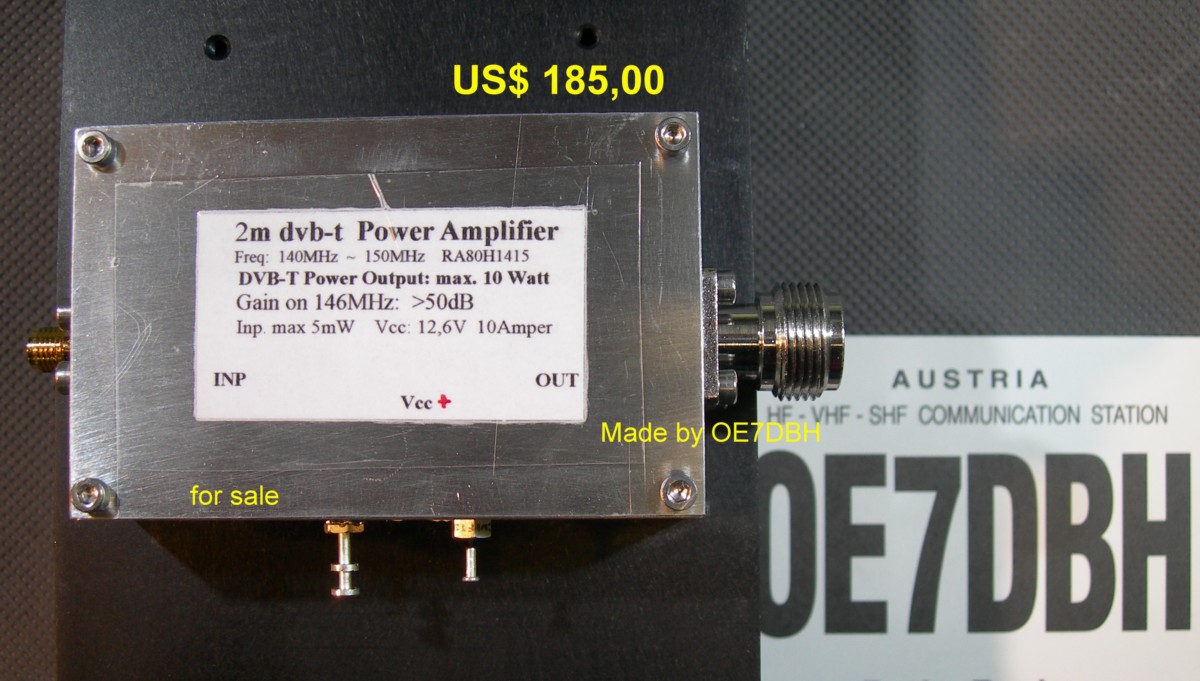 US$ 185,00
2m dvb-t Power Amplifier
Freq: 140MHz ~ 150MHz RA80H1415
DVB-T Power Output: max. 10 Watt
Gain on 146MHz: >50dB
Inp. max 5mW Vcc: 12,6V 10Amper
INP
OUT
Vcc +
Made by OE7DBH
for sale
AUSTRIA
HF - VHF - SHF COMMUNICATION STATION
OE7DBH